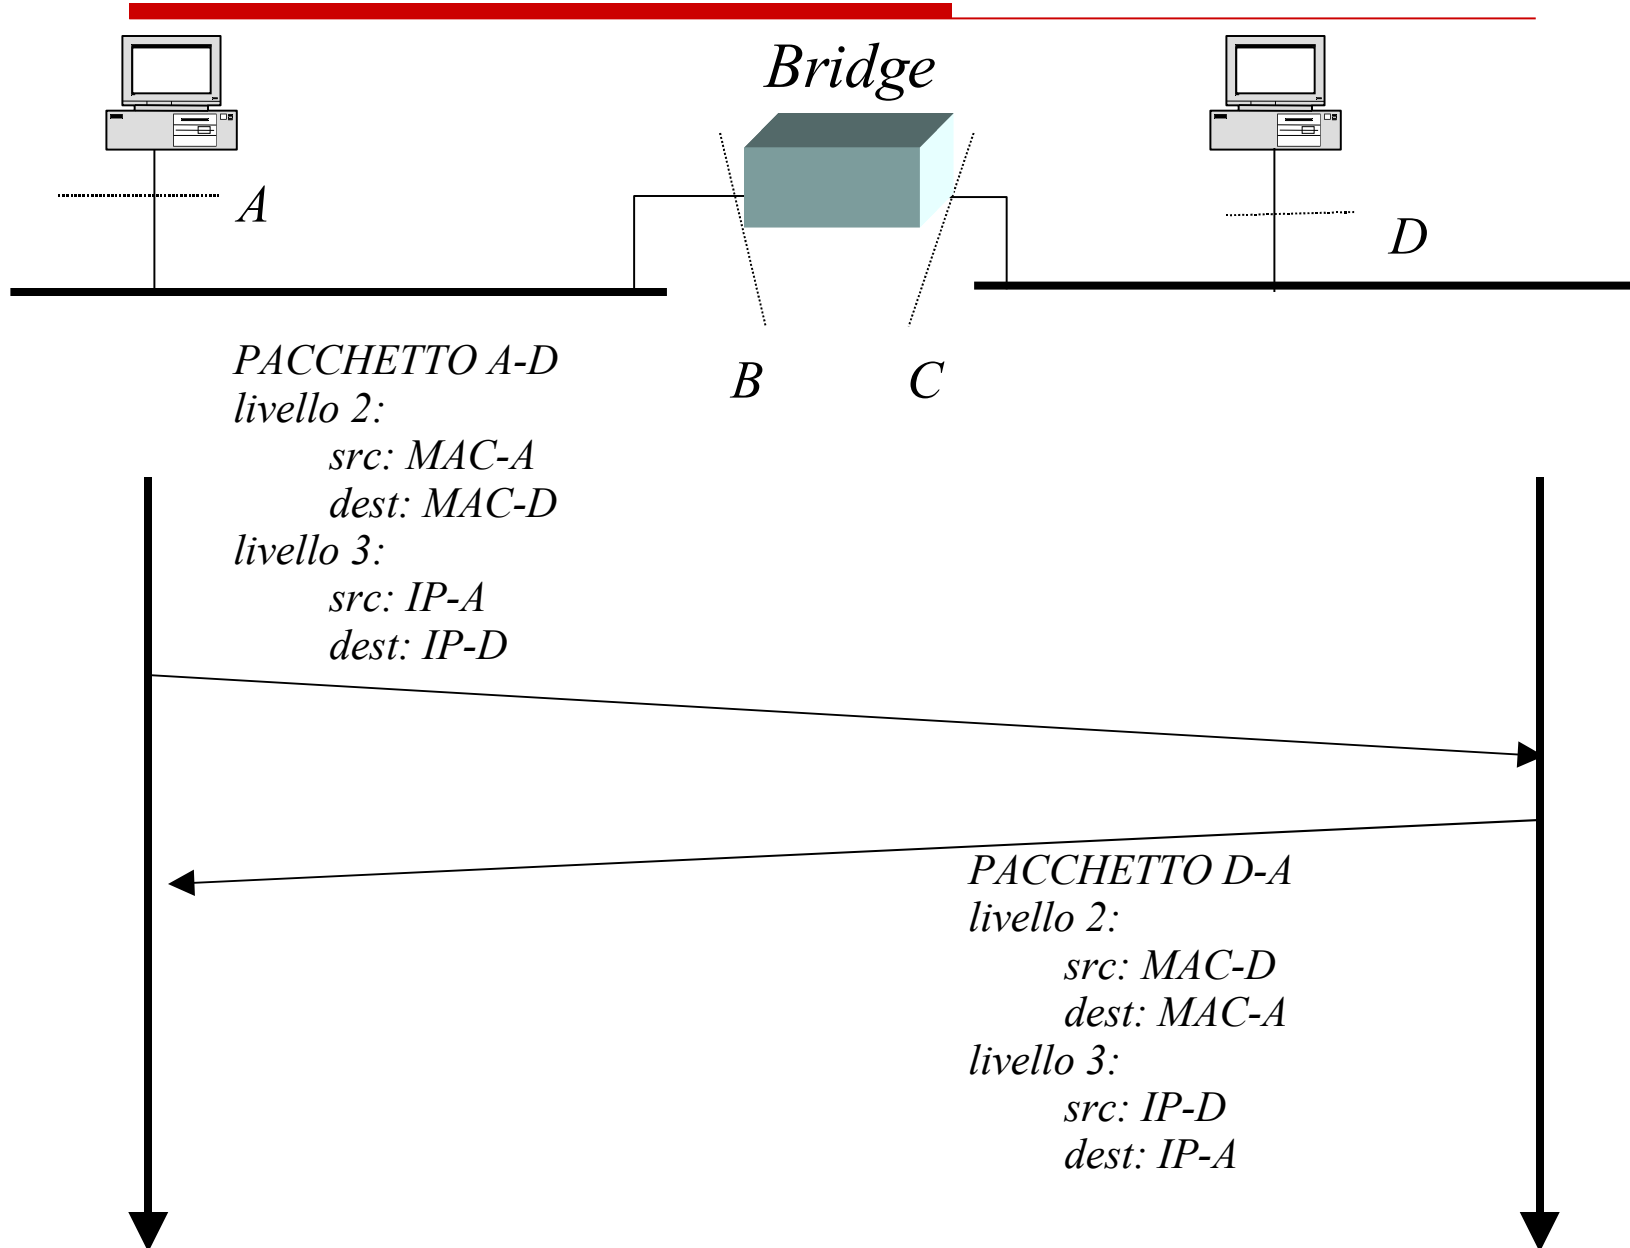 Bridge
A
D
B
C
PACCHETTO A-D
livello 2:
src: MAC-A
dest: MAC-D
livello 3:
src: IP-A
dest: IP-D
PACCHETTO D-A
livello 2:
src: MAC-D
dest: MAC-A
livello 3:
src: IP-D
dest: IP-A